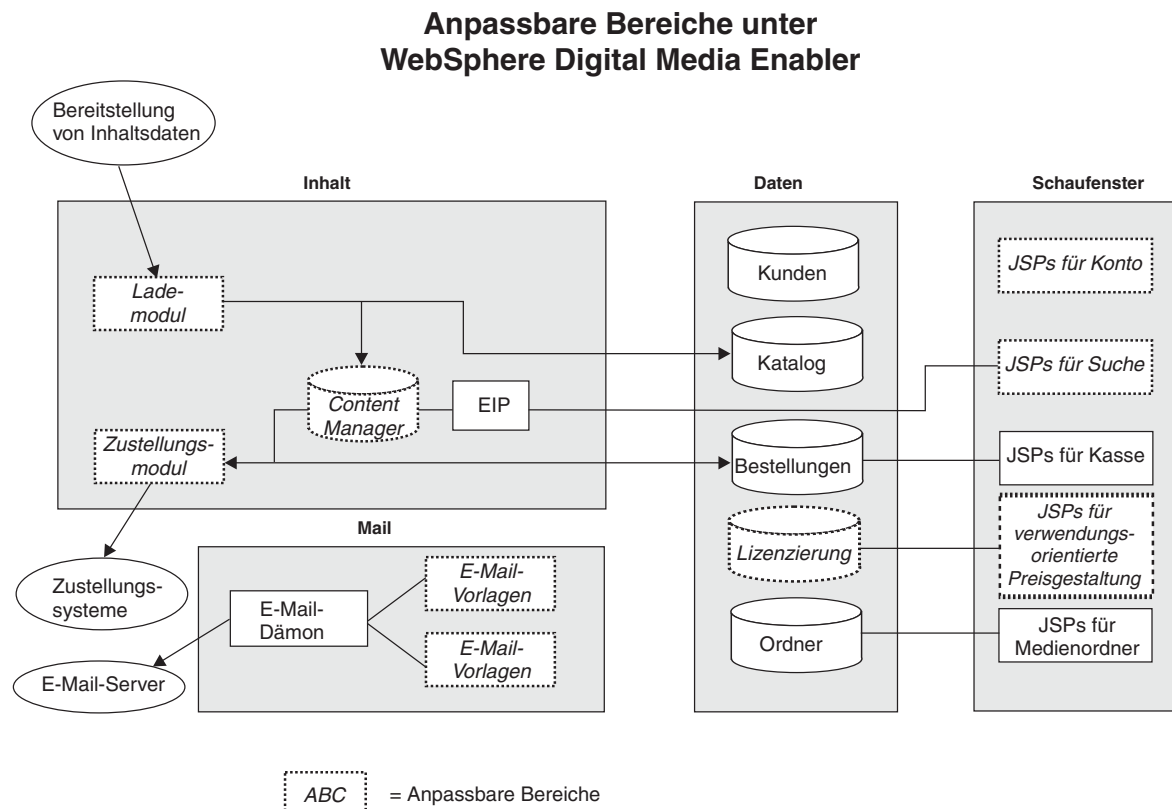 Anpassbare Bereiche unter
WebSphere Digital Media Enabler
Bereitstellung
von Inhaltsdaten
Inhalt
Lade-
modul
Content
Manager
EIP
Zustellungs-
modul
Zustellungs-
systeme
Mail
E-Mail-
Dämon
E-Mail-
Vorlagen
E-Mail-
Vorlagen
E-Mail-Server
Daten
Kunden
Katalog
Bestellungen
Lizenzierung
Ordner
Schaufenster
JSPs für Konto
JSPs für Suche
JSPs für Kasse
JSPs für
verwendungs-
orientierte
Preisgestaltung
JSPs für
Medienordner
ABC = Anpassbare Bereiche